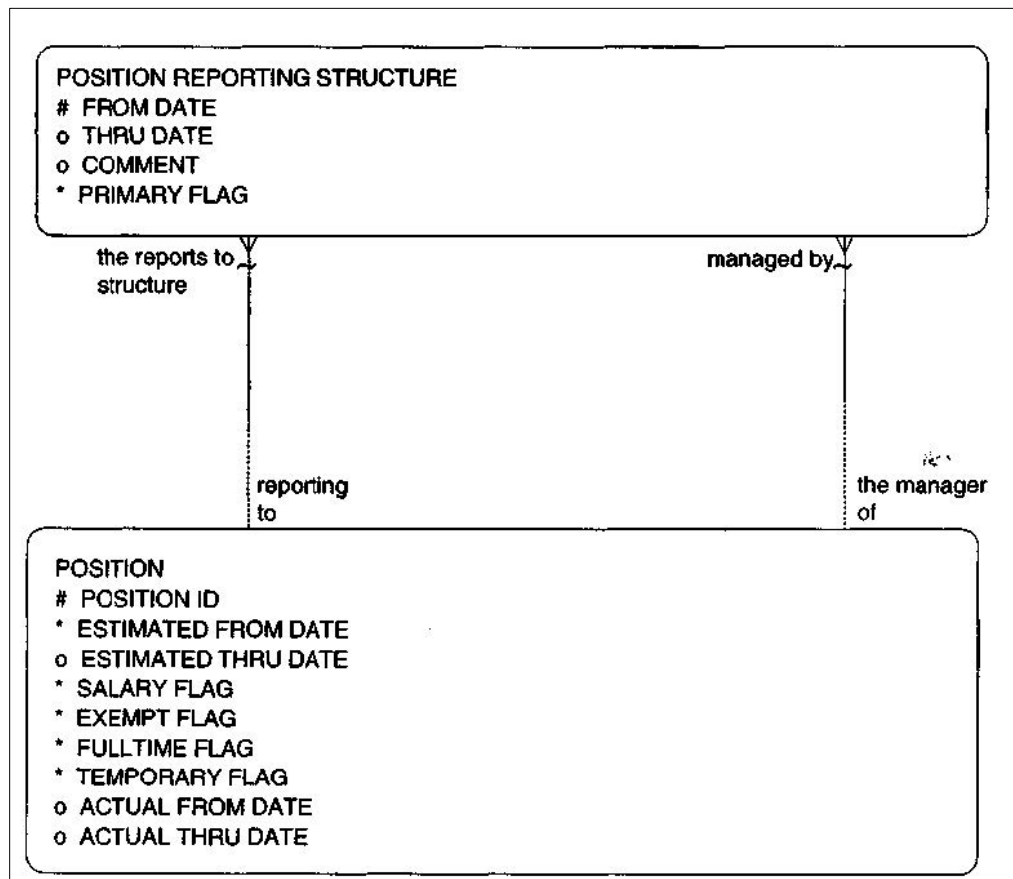 POSITION REPORTING STRUCTURE
# FROM DATE
o THRU DATE
o COMMENT
* PRIMARY FLAG
the reports to
structure
managed by
reporting
to
the manager
of
POSITION
# POSITION ID
* ESTIMATED FROM DATE
o ESTIMATED THRU DATE
* SALARY FLAG
* EXEMPT FLAG
* FULLTIME FLAG
* TEMPORARY FLAG
o ACTUAL FROM DATE
o ACTUAL THRU DATE